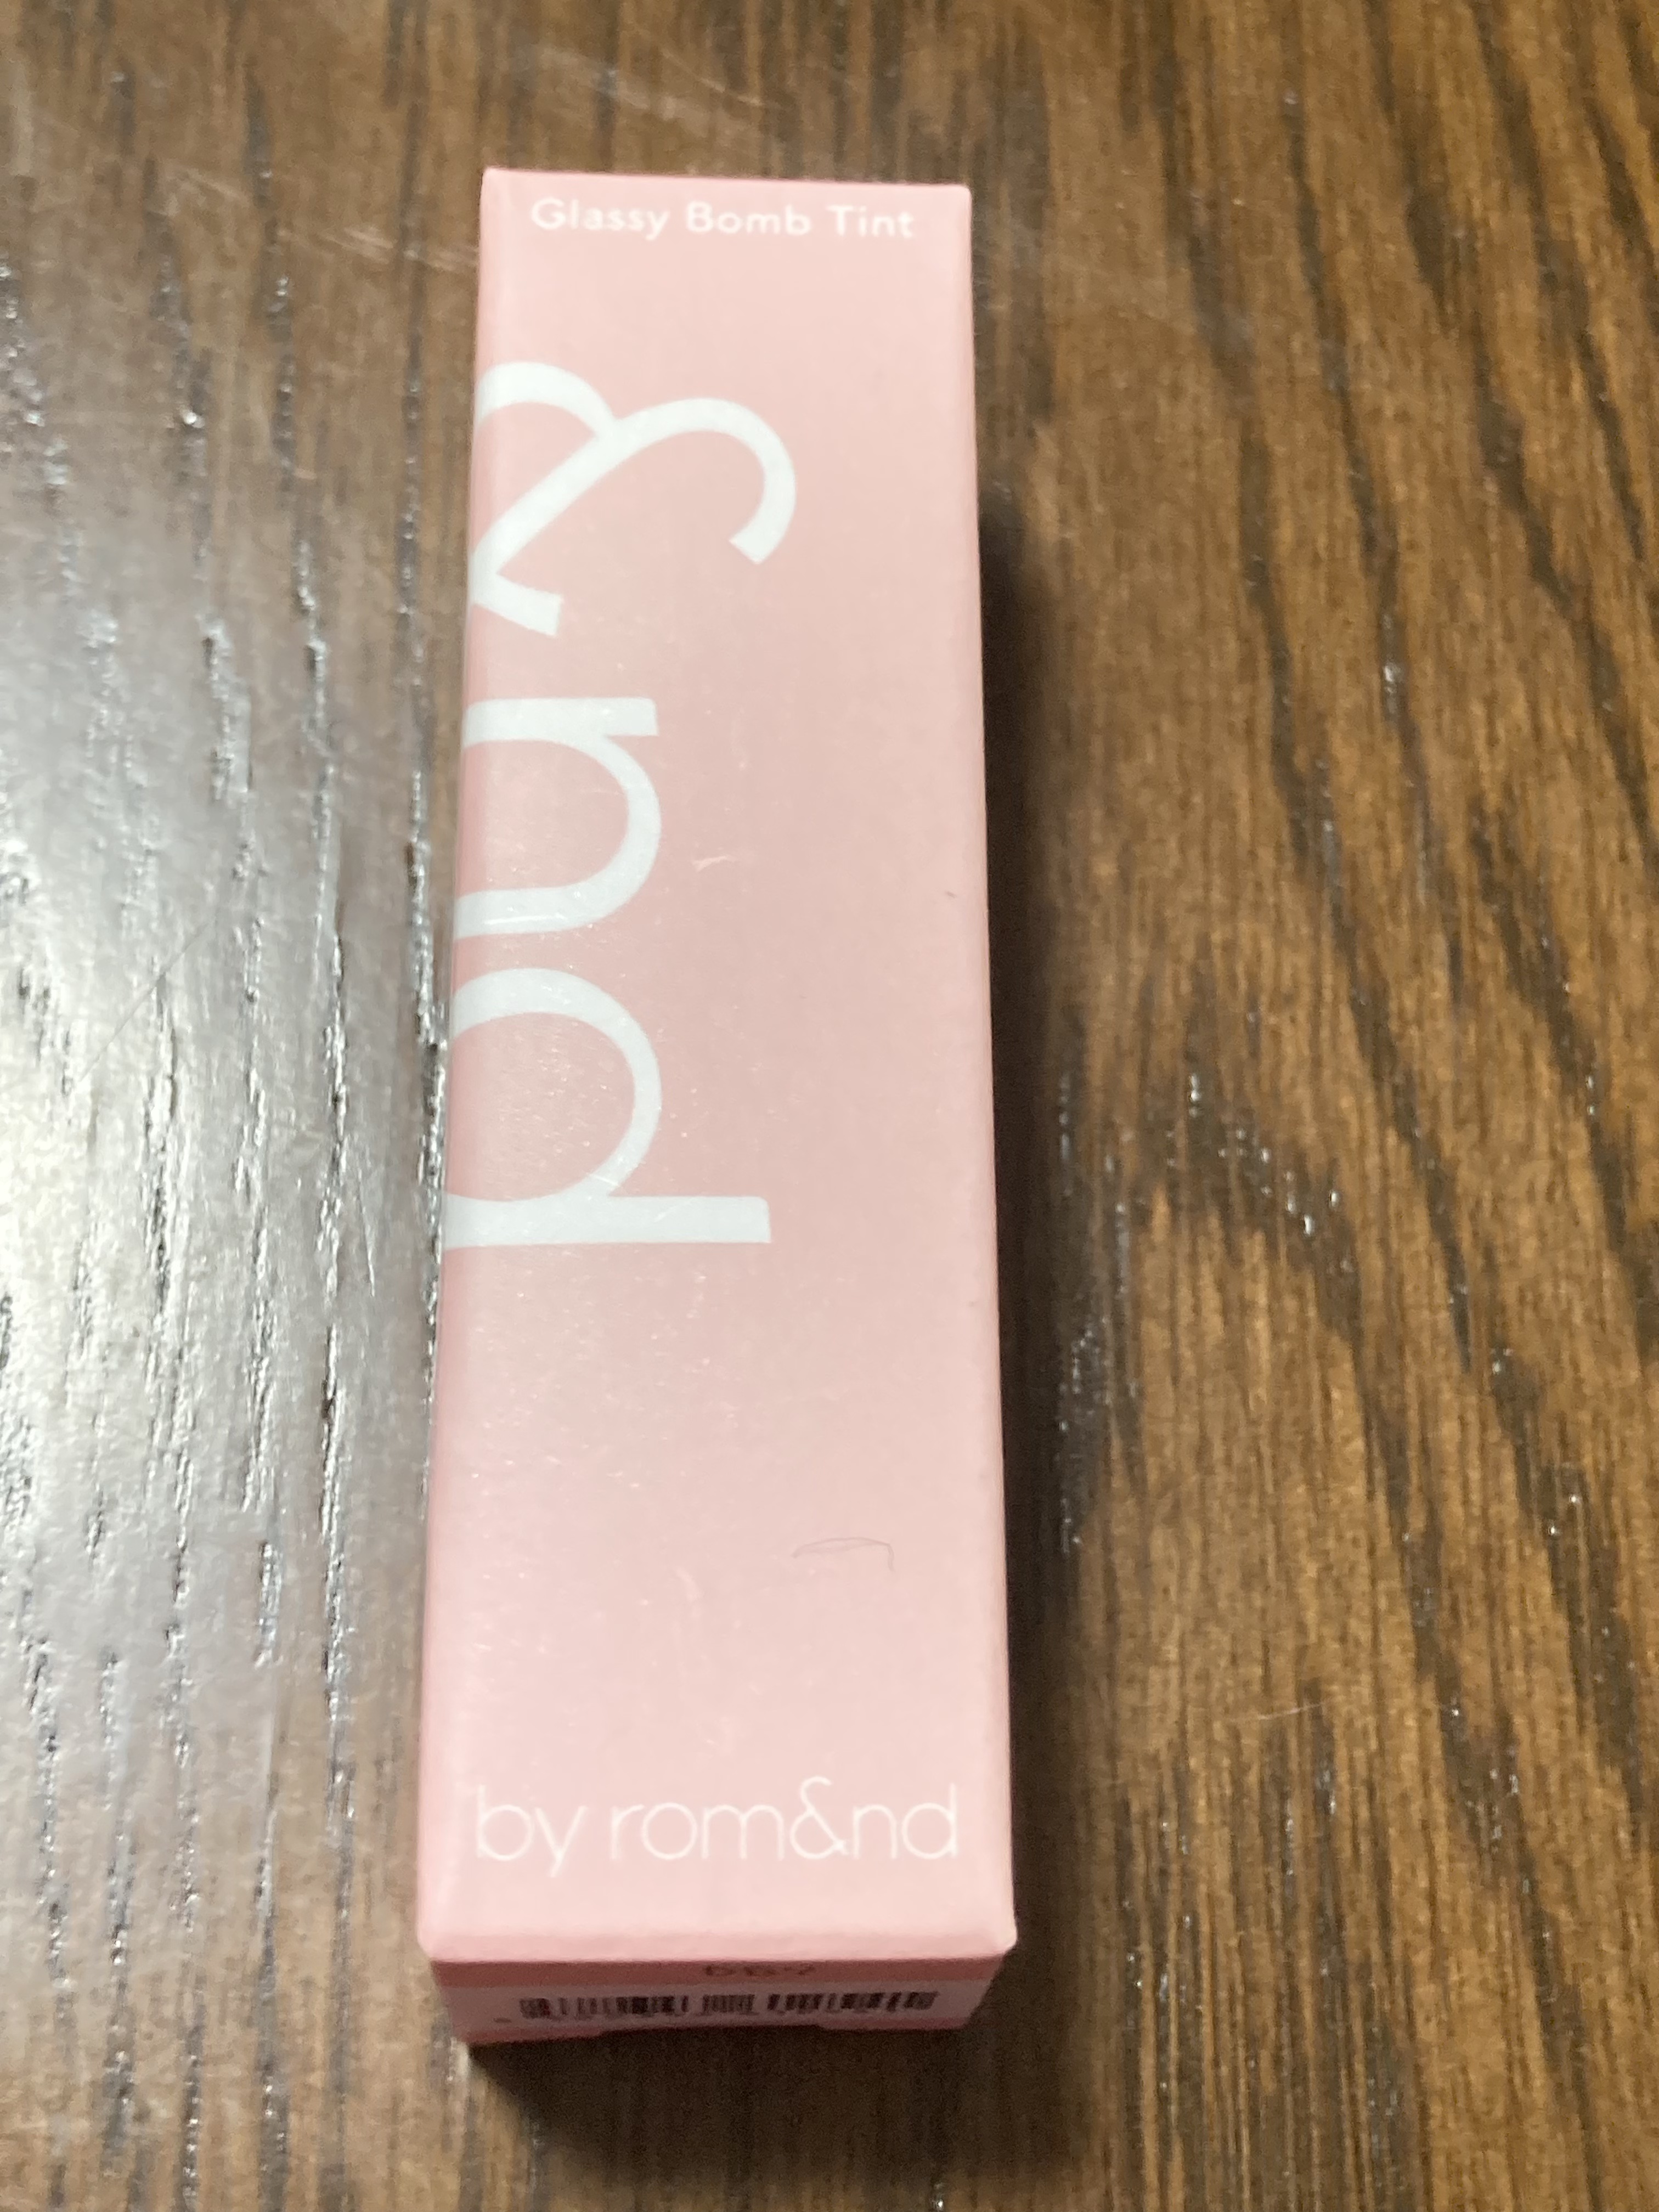 Glassy Bomb Tint
&nd
by rom&nd